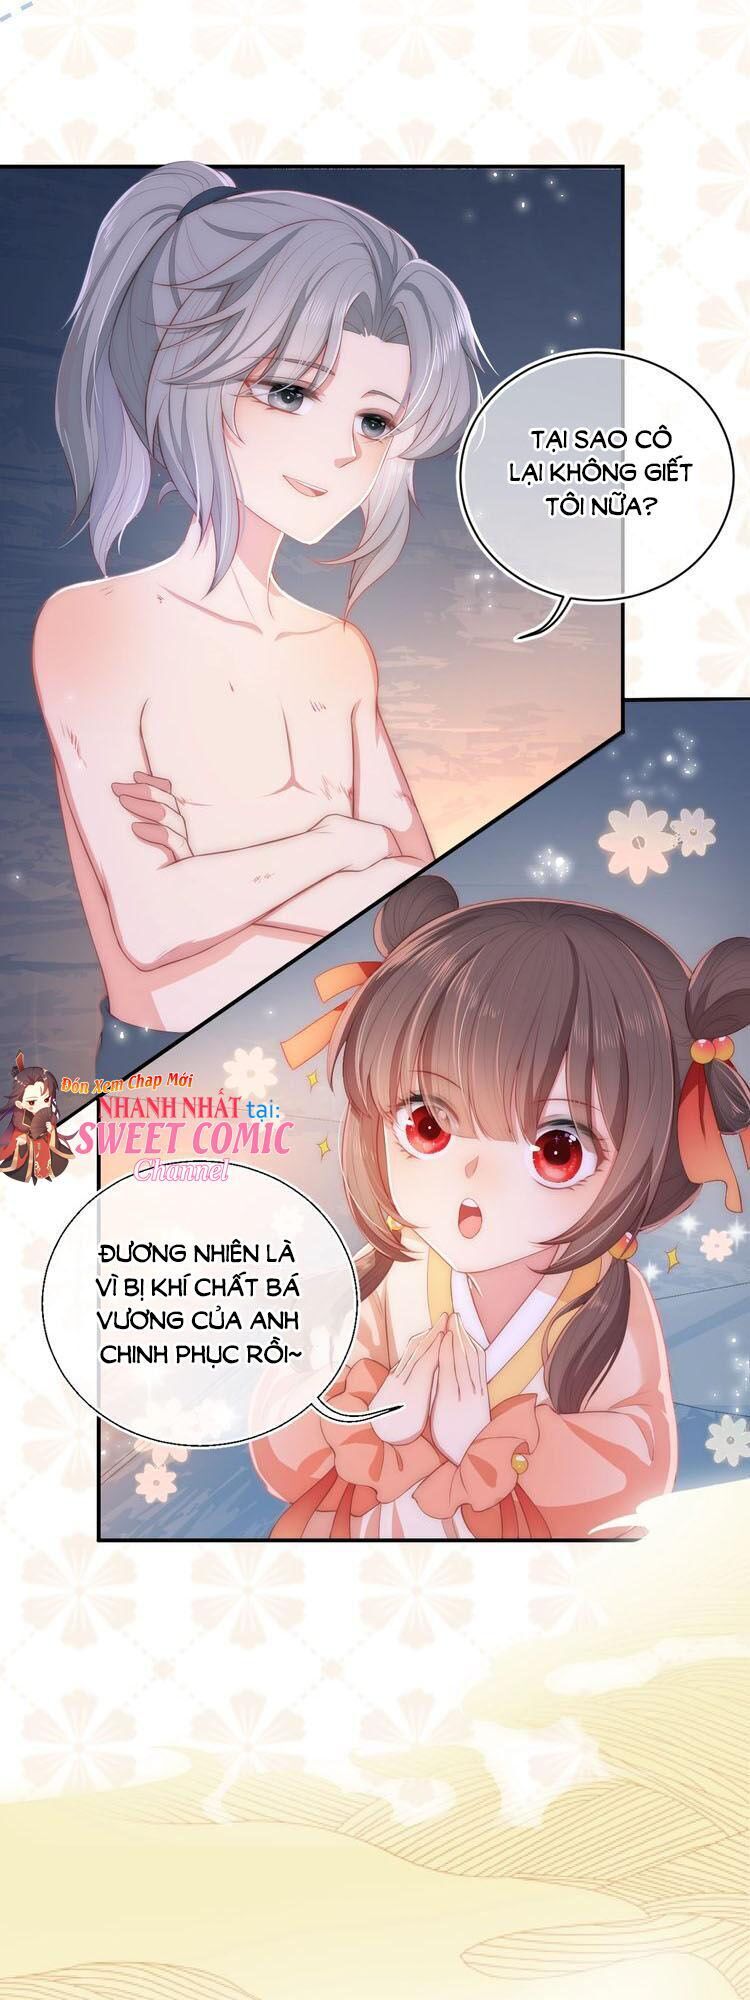 TẠI SAO CÔ
LẠI KHÔNG GIẾT
TÔI NỮA?
Đón Xem Chap Mới
NHANH NHẤT tại:
SWEET COMIC
Channel
ĐƯƠNG NHIÊN LÀ
VÌ BỊ KHÍ CHẤT BÁ
VƯƠNG CỦA ANH
CHINH PHỤC RỒI~